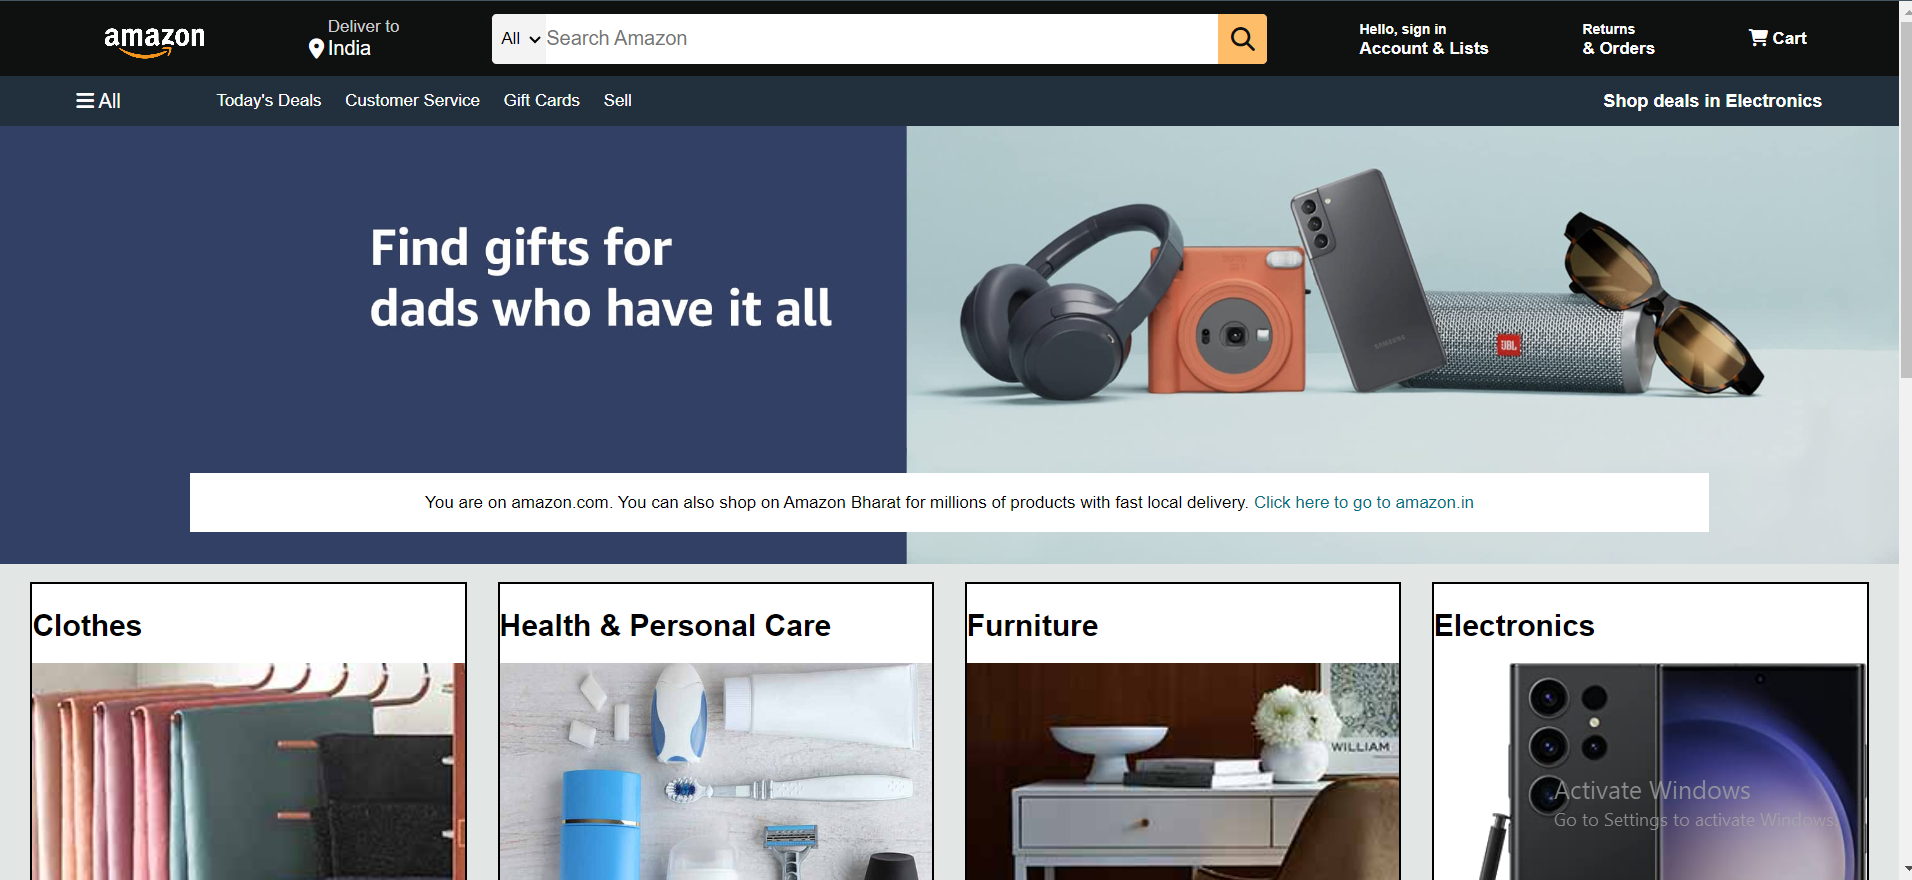 amazon
Deliver to
India
All
Search Amazon
Hello, sign in
Account & Lists
Returns
& Orders
Cart
All
Today's Deals
Customer Service
Gift Cards
Sell
Shop deals in Electronics
Find gifts for
dads who have it all
SAMSUNG
JBL
You are on amazon.com. You can also shop on Amazon Bharat for millions of products with fast local delivery. Click here to go to amazon.in
Clothes
Health & Personal Care
Furniture
Electronics
WILLIAM
Activate Windows
Go to Settings to activate Windows.